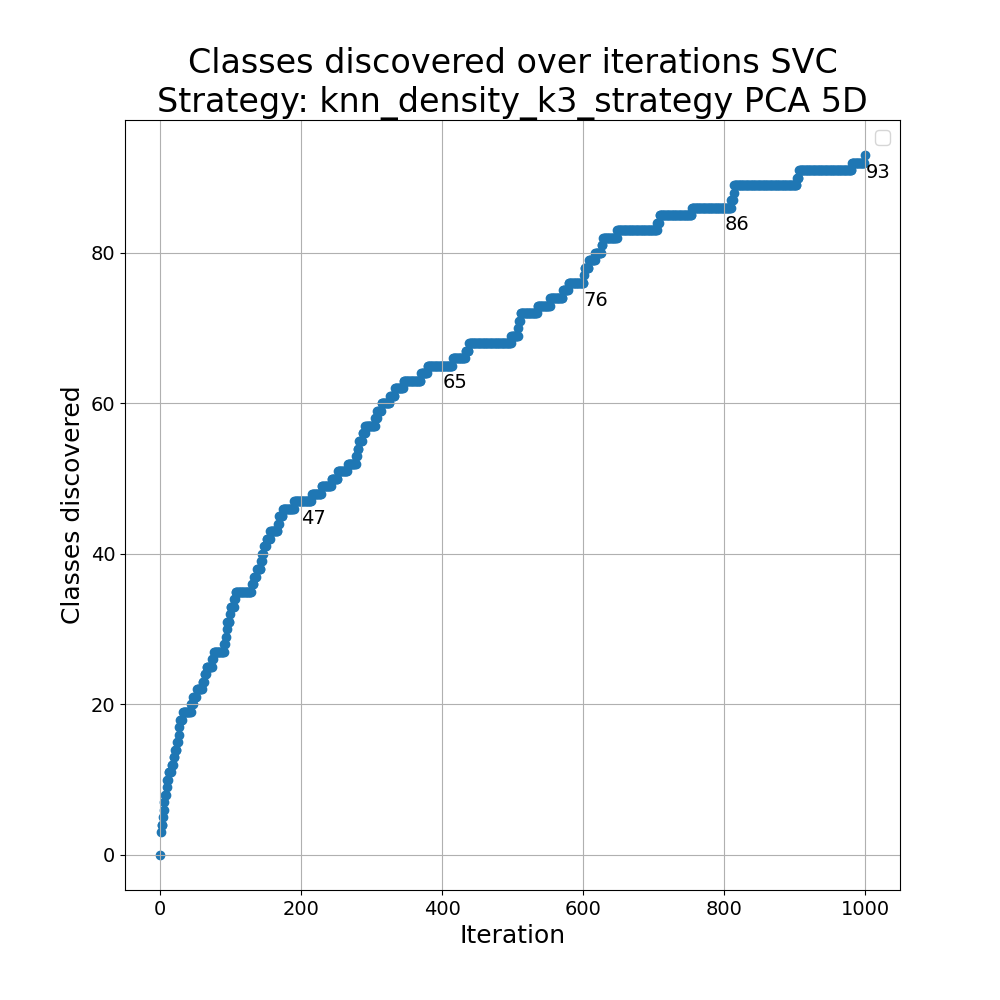 Classes discovered over iterations SVC
Strategy: knn_density_k3_strategy PCA 5D
93
86
80
76
65
60
47
40
20
0
0 200 400 600 800 1000
Classes discovered
Iteration